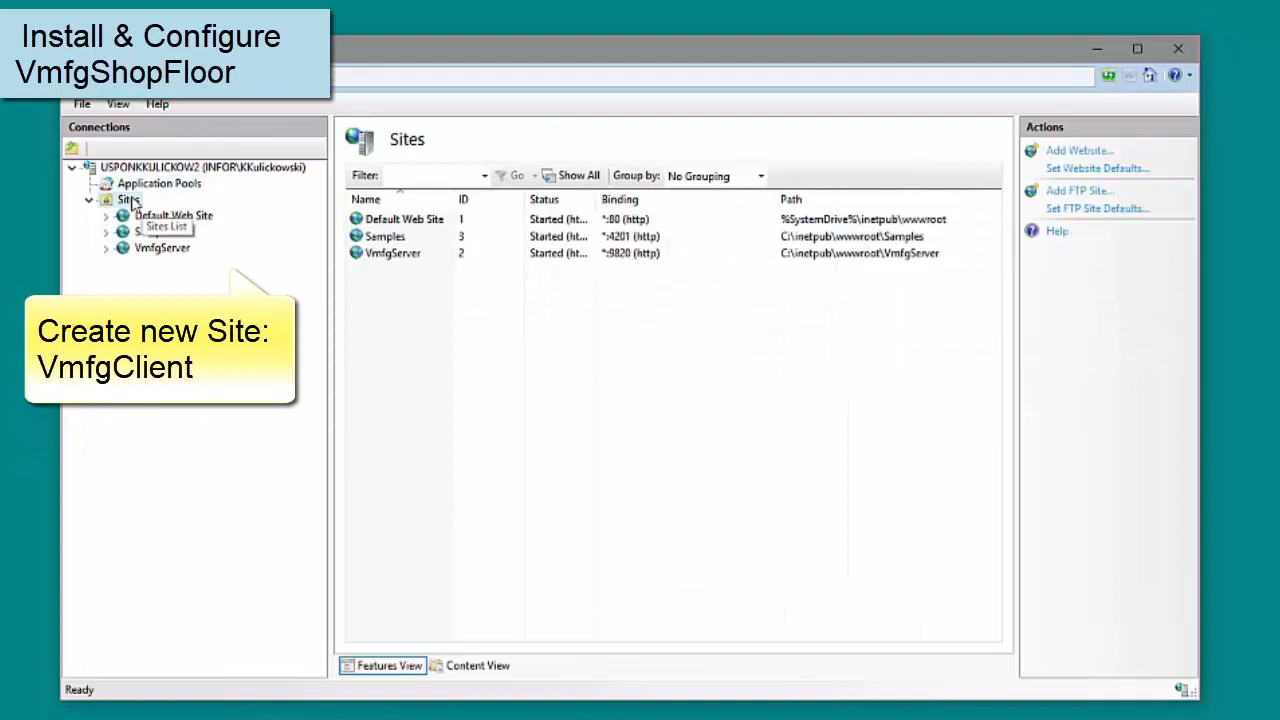 Install & Configure
VmfgShopFloor
File View Help
Connections
USPONKKULICKOW2 (INFOR\KKulickowski)
Application Pools
Sites
Default Web Site
Sites List
VmfgServer
Create new Site:
VmfgClient
Sites
Filter: Go Show All Group by: No Grouping
Name ID Status Binding Path
Default Web Site 1 Started (ht... *:80 (http) %SystemDrive%\inetpub\wwwroot
Samples 3 Started (ht... *:4201 (http) C:\inetpub\wwwroot\Samples
VmfgServer 2 Started (ht... *:9820 (http) C:\inetpub\wwwroot\VmfgServer
Features View Content View
Actions
Add Website...
Set Website Defaults...
Add FTP Site...
Set FTP Site Defaults...
Help
Ready